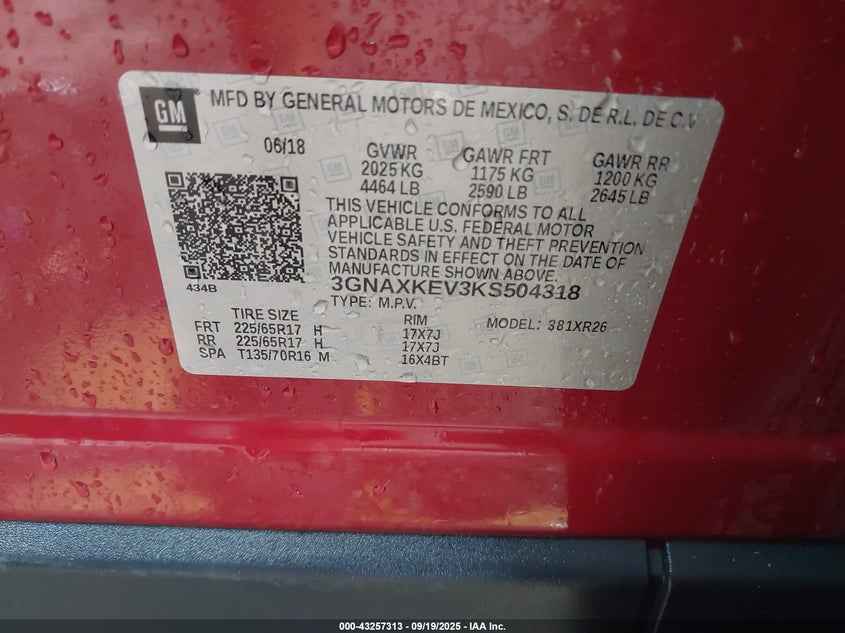 GM
MFD BY GENERAL MOTORS DE MEXICO, S. DE R.L. DE C.V
06/18 GVWR GAWR FRT GAWR RR
2025 KG 1175 KG 1200 KG
4464 LB 2590 LB 2645 LB
THIS VEHICLE CONFORMS TO ALL
APPLICABLE U.S. FEDERAL MOTOR
VEHICLE SAFETY AND THEFT PREVENTION
STANDARDS IN EFFECT ON THE DATE OF
MANUFACTURE SHOWN ABOVE.
434B
3GNAXKEV3KS504318
TYPE: M.P.V.
TIRE SIZE RIM MODEL: 381XR26
FRT 225/65R17 H 17X7J
RR 225/65R17 H 17X7J
SPA T135/70R16 M 16X4BT
000-43257313 - 09/19/2025 - IAA Inc.